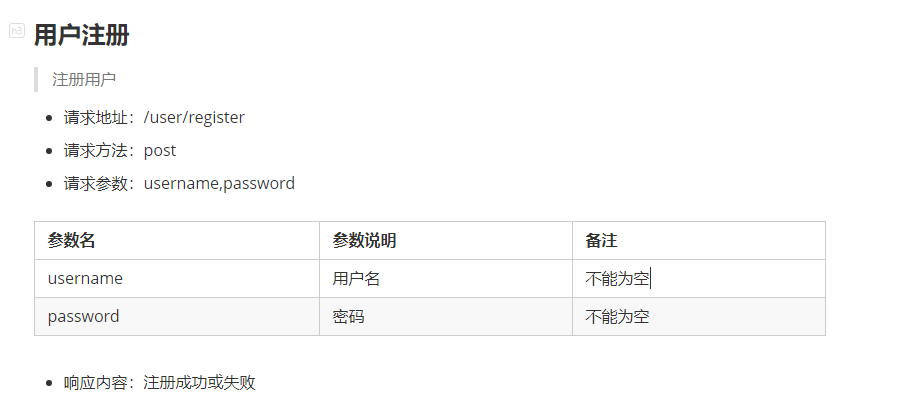 h3
用户注册
注册用户
请求地址：/user/register
请求方法：post
请求参数：username,password
参数名 参数说明 备注
username 用户名 不能为空
password 密码 不能为空
响应内容：注册成功或失败